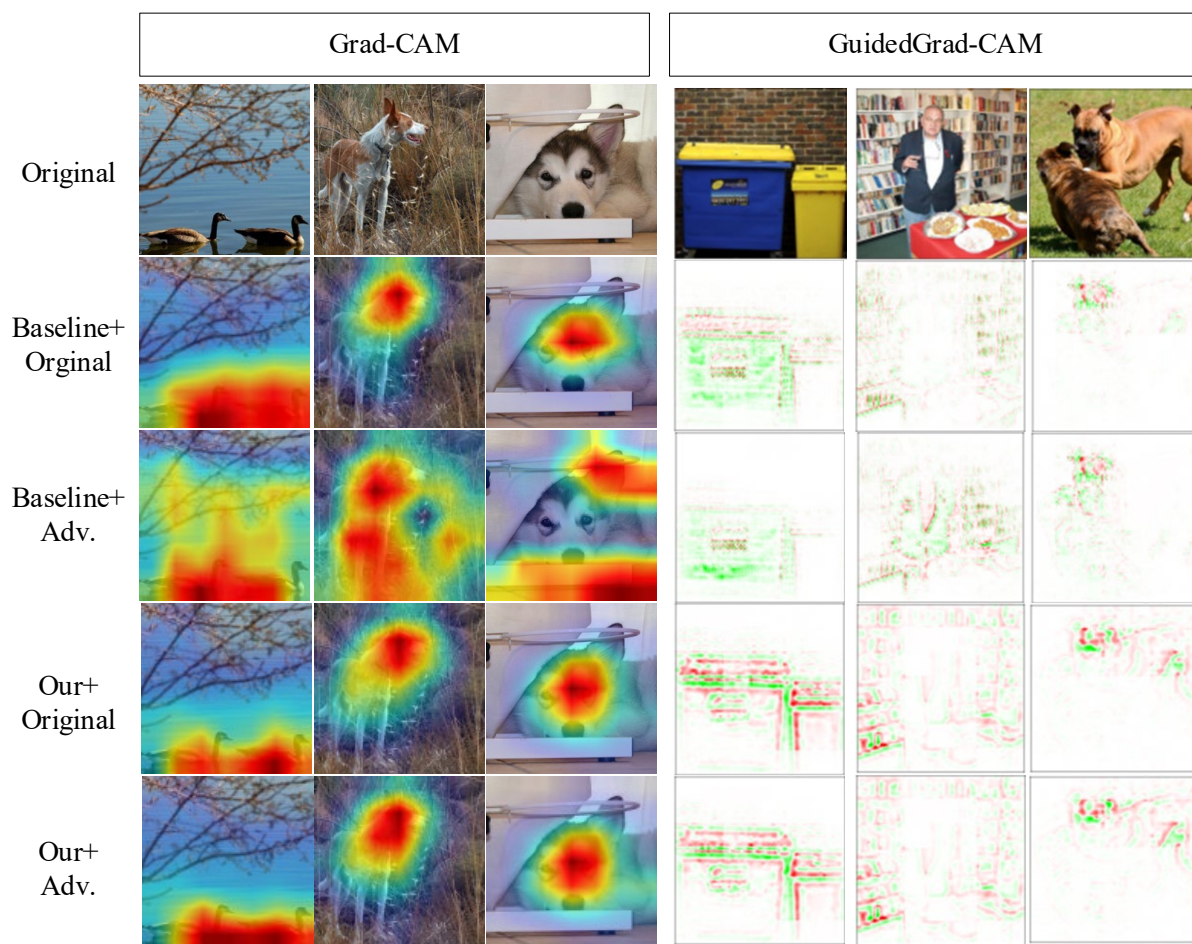 Grad-CAM
GuidedGrad-CAM
Original
Baseline+
Orginal
Baseline+
Adv.
Our+
Original
Our+
Adv.